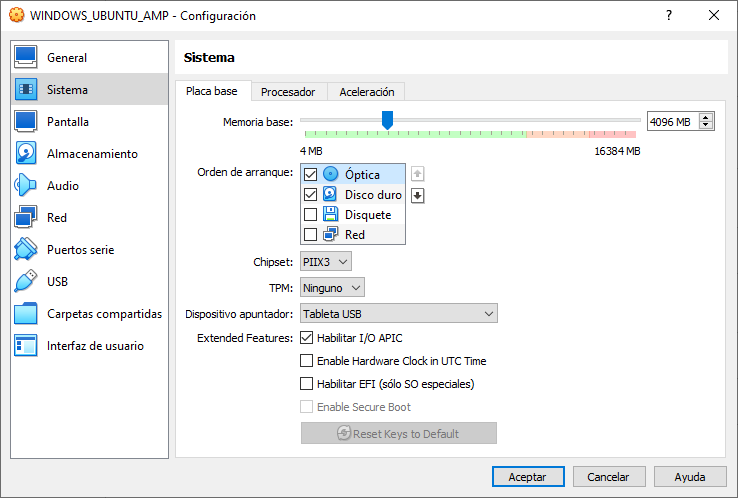 WINDOWS_UBUNTU_AMP - Configuración
General
Sistema
Pantalla
Almacenamiento
Audio
Red
Puertos serie
USB
Carpetas compartidas
Interfaz de usuario
Sistema
Placa base Procesador Aceleración
Memoria base: 4096 MB
4 MB 16384 MB
Orden de arranque: Óptica
Disco duro
Disquete
Red
Chipset: PIIX3
TPM: Ninguno
Dispositivo apuntador: Tableta USB
Extended Features: Habilitar I/O APIC
Enable Hardware Clock in UTC Time
Habilitar EFI (sólo SO especiales)
Enable Secure Boot
Reset Keys to Default
Aceptar Cancelar Ayuda